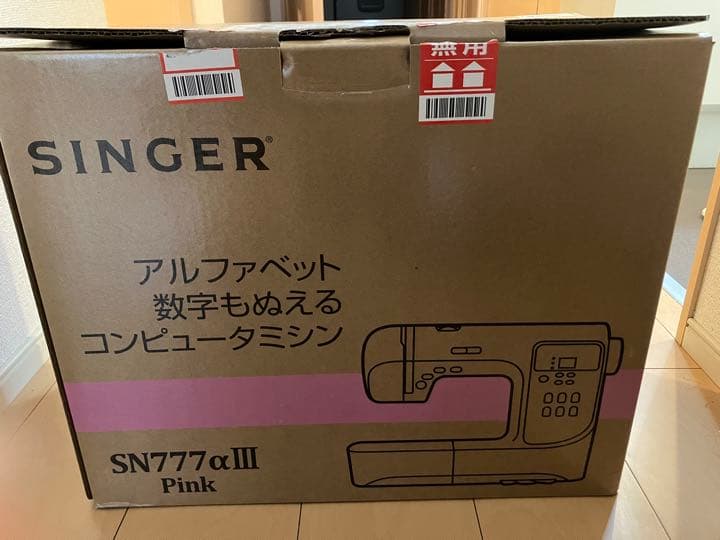 無用
SINGER®
アルファベット
数字もぬえる
コンピュータミシン
SN777αIII
Pink